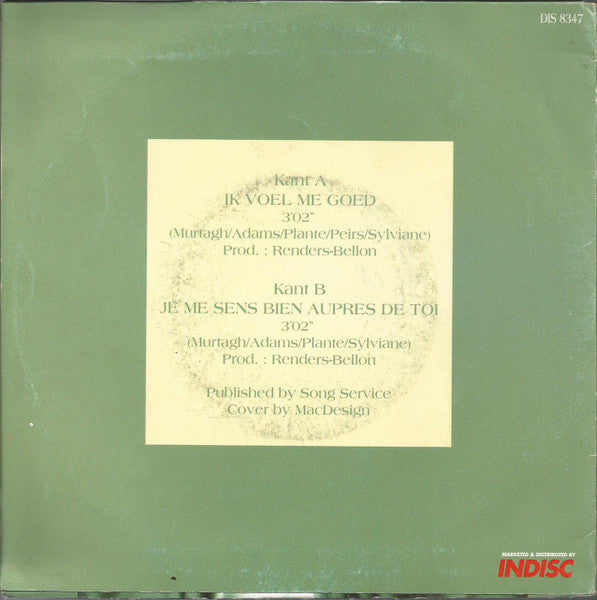 DIS 8347
Kant A
IK VOEL ME GOED
3'02"
(Murtagh/Adams/Plante/Peirs/Sylviane)
Prod. : Renders-Bellon
Kant B
JE ME SENS BIEN AUPRES DE TOI
3'02"
(Murtagh/Adams/Plante/Sylviane)
Prod. : Renders-Bellon
Published by Song Service
Cover by MacDesign
MARKETED & DISTRIBUTED BY
INDISC